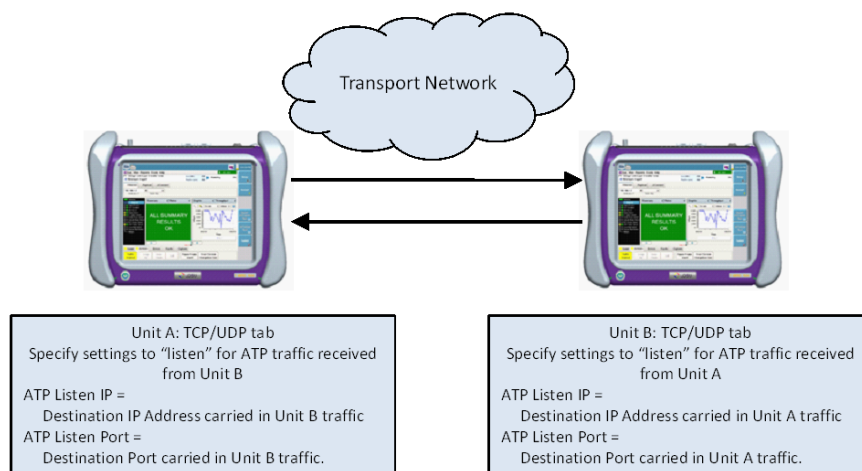 Transport Network
ALL SUMMARY
RESULTS
OK
ALL SUMMARY
RESULTS
OK
Unit A: TCP/UDP tab
Specify settings to “listen” for ATP traffic received
from Unit B
ATP Listen IP =
Destination IP Address carried in Unit B traffic
ATP Listen Port =
Destination Port carried in Unit B traffic.
Unit B: TCP/UDP tab
Specify settings to “listen” for ATP traffic received
from Unit A
ATP Listen IP =
Destination IP Address carried in Unit A traffic
ATP Listen Port =
Destination Port carried in Unit A traffic.